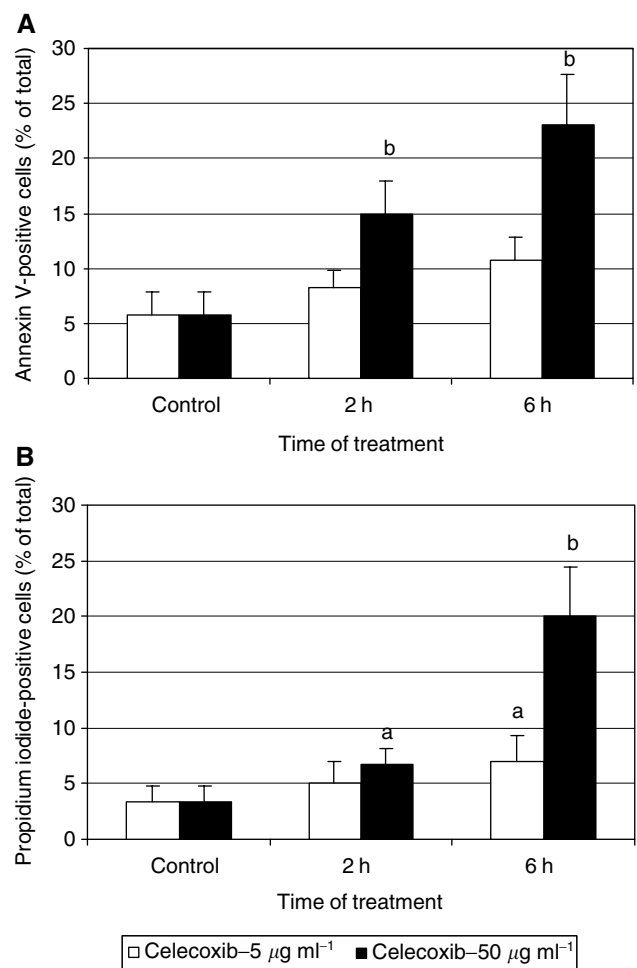 A
Annexin V-positive cells (% of total)
30
25
20
15
10
5
0
b
b
Control 2 h 6 h
Time of treatment
B
Propidium iodide-positive cells (% of total)
30
25
20
15
10
5
0
a
a
b
Control 2 h 6 h
Time of treatment
Celecoxib–5 μg ml⁻¹ Celecoxib–50 μg ml⁻¹